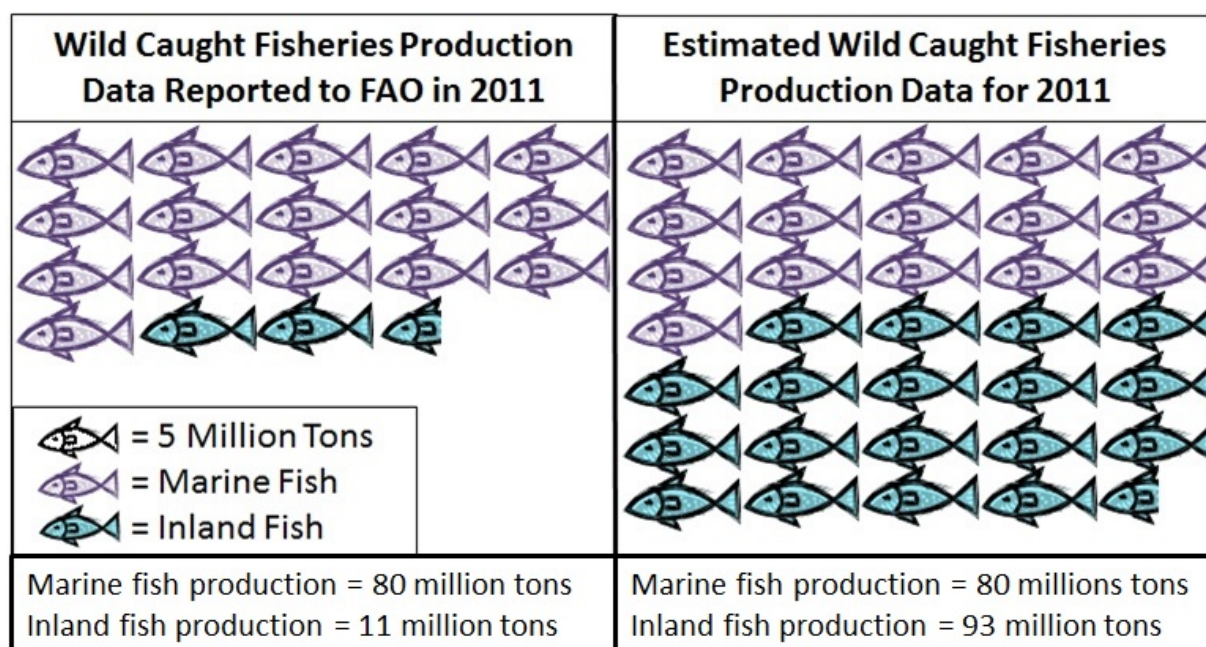 Wild Caught Fisheries Production
Data Reported to FAO in 2011
Estimated Wild Caught Fisheries
Production Data for 2011
= 5 Million Tons
= Marine Fish
= Inland Fish
Marine fish production = 80 million tons
Inland fish production = 11 million tons
Marine fish production = 80 millions tons
Inland fish production = 93 million tons